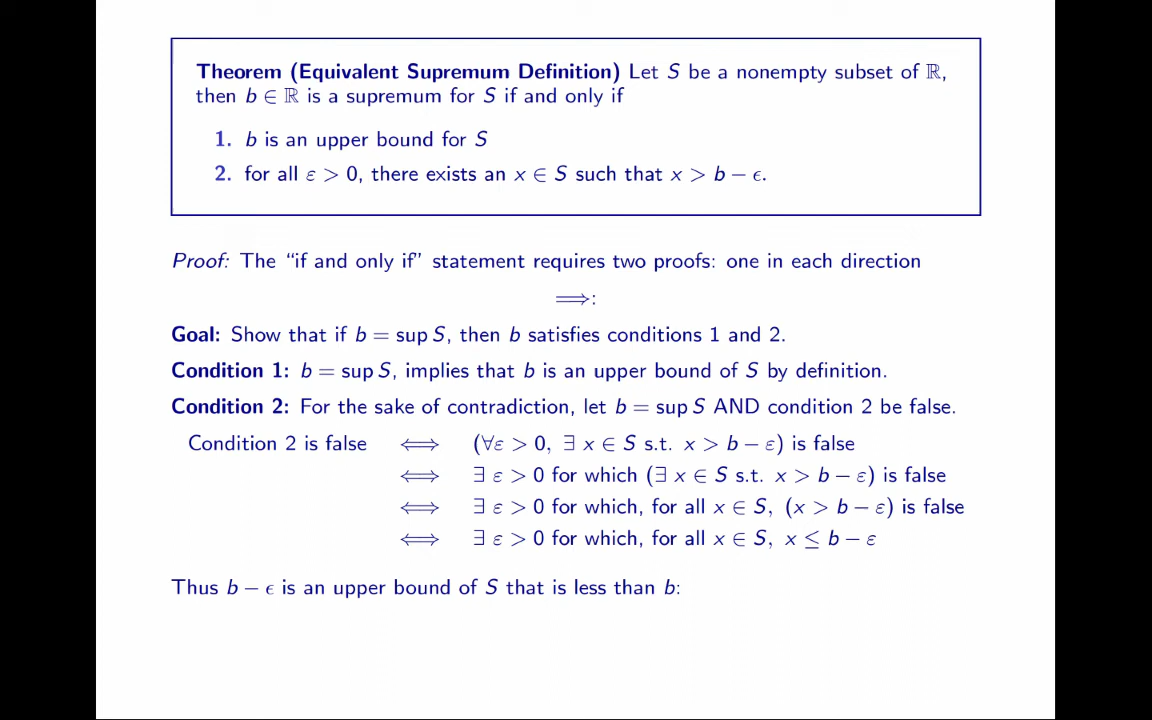 Theorem (Equivalent Supremum Definition) Let S be a nonempty subset of ℝ,
then b ∈ ℝ is a supremum for S if and only if
1. b is an upper bound for S
2. for all ε > 0, there exists an x ∈ S such that x > b − ϵ.
Proof: The “if and only if” statement requires two proofs: one in each direction
⟹:
Goal: Show that if b = sup S, then b satisfies conditions 1 and 2.
Condition 1: b = sup S, implies that b is an upper bound of S by definition.
Condition 2: For the sake of contradiction, let b = sup S AND condition 2 be false.
Condition 2 is false ⟺ (∀ε > 0, ∃ x ∈ S s.t. x > b − ε) is false
⟺ ∃ ε > 0 for which (∃ x ∈ S s.t. x > b − ε) is false
⟺ ∃ ε > 0 for which, for all x ∈ S, (x > b − ε) is false
⟺ ∃ ε > 0 for which, for all x ∈ S, x ≤ b − ε
Thus b − ϵ is an upper bound of S that is less than b: